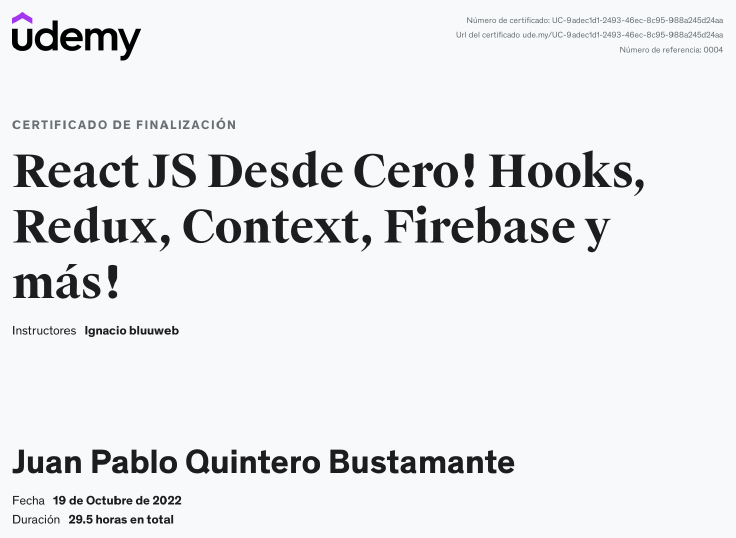 udemy
Número de certificado: UC-9adec1d1-2493-46ec-8c95-988a245d24aa
Url del certificado ude.my/UC-9adec1d1-2493-46ec-8c95-988a245d24aa
Número de referencia: 0004
CERTIFICADO DE FINALIZACIÓN
React JS Desde Cero! Hooks,
Redux, Context, Firebase y
más!
Instructores Ignacio bluuweb
Juan Pablo Quintero Bustamante
Fecha 19 de Octubre de 2022
Duración 29.5 horas en total